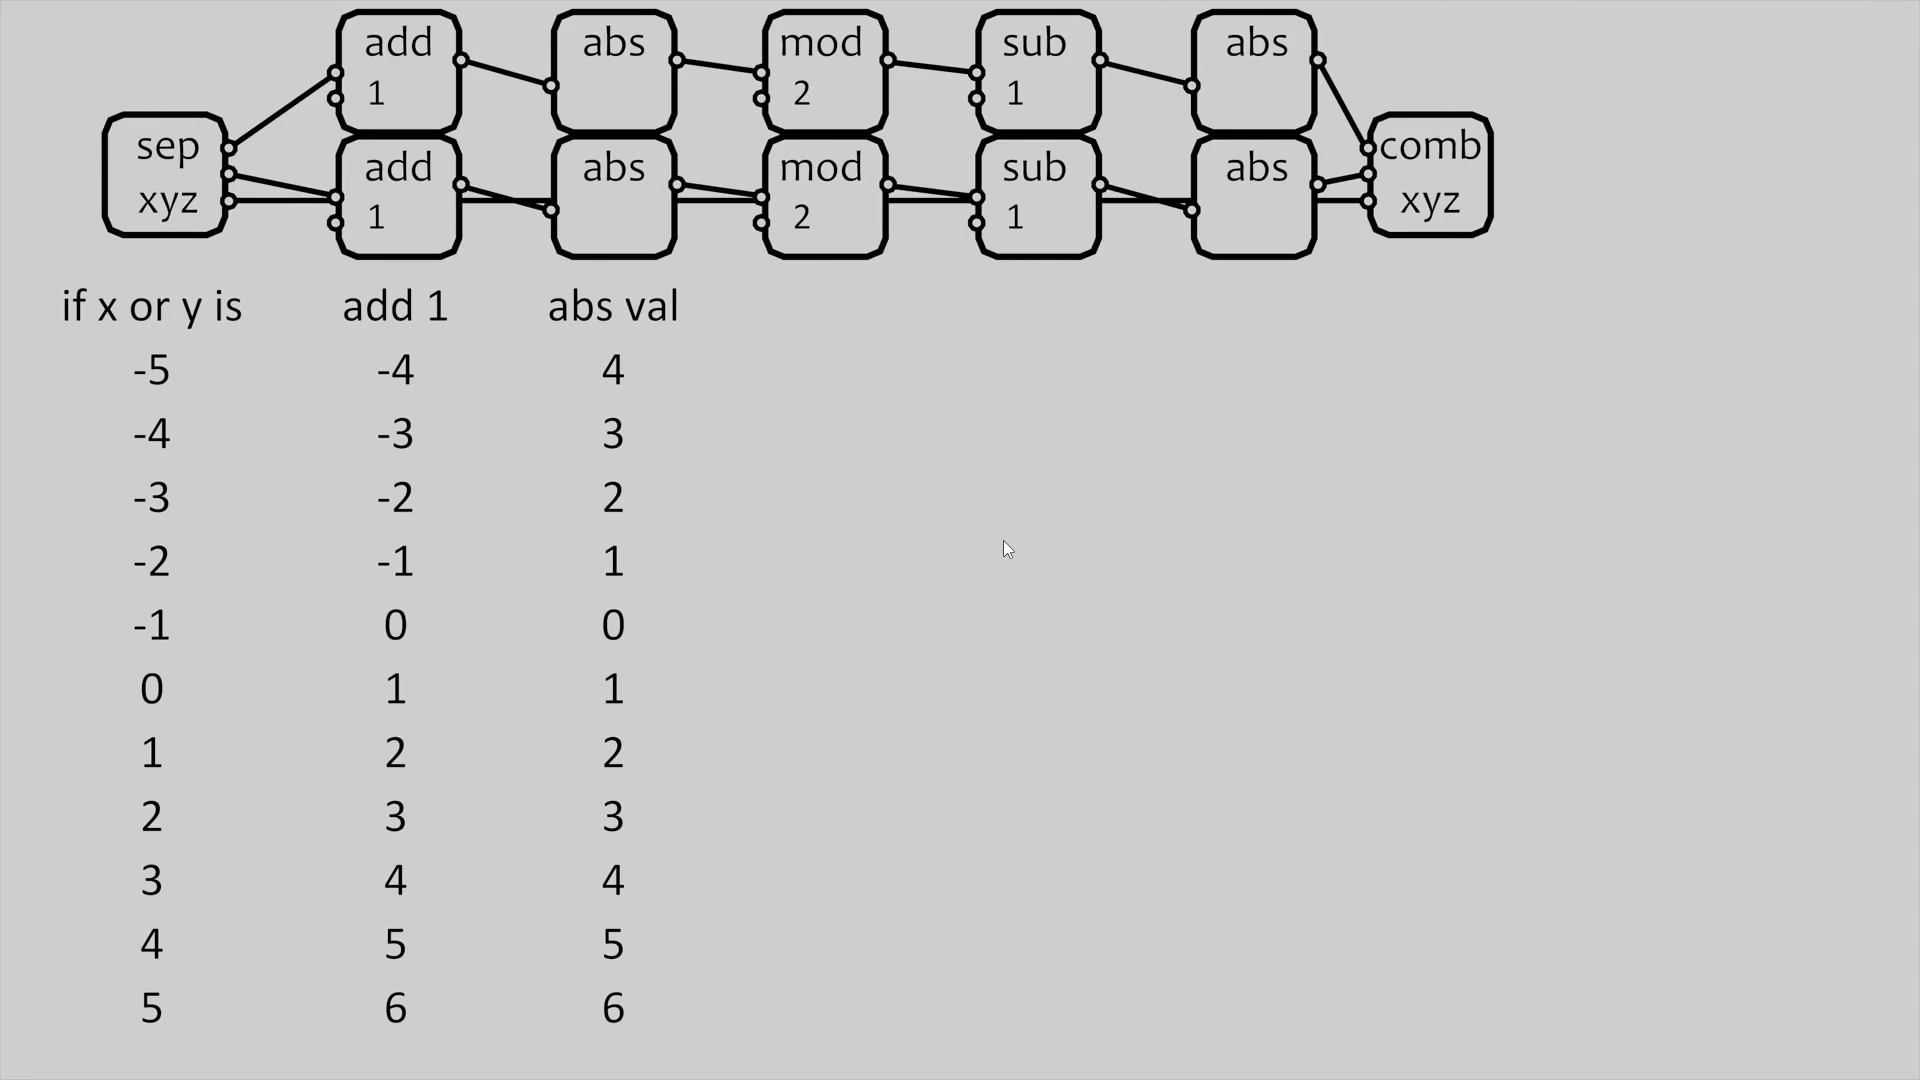 add abs mod sub abs
1 2 1
sep comb
xyz xyz
add abs mod sub abs
1 2 1
if x or y is add 1 abs val
-5 -4 4
-4 -3 3
-3 -2 2
-2 -1 1
-1 0 0
0 1 1
1 2 2
2 3 3
3 4 4
4 5 5
5 6 6